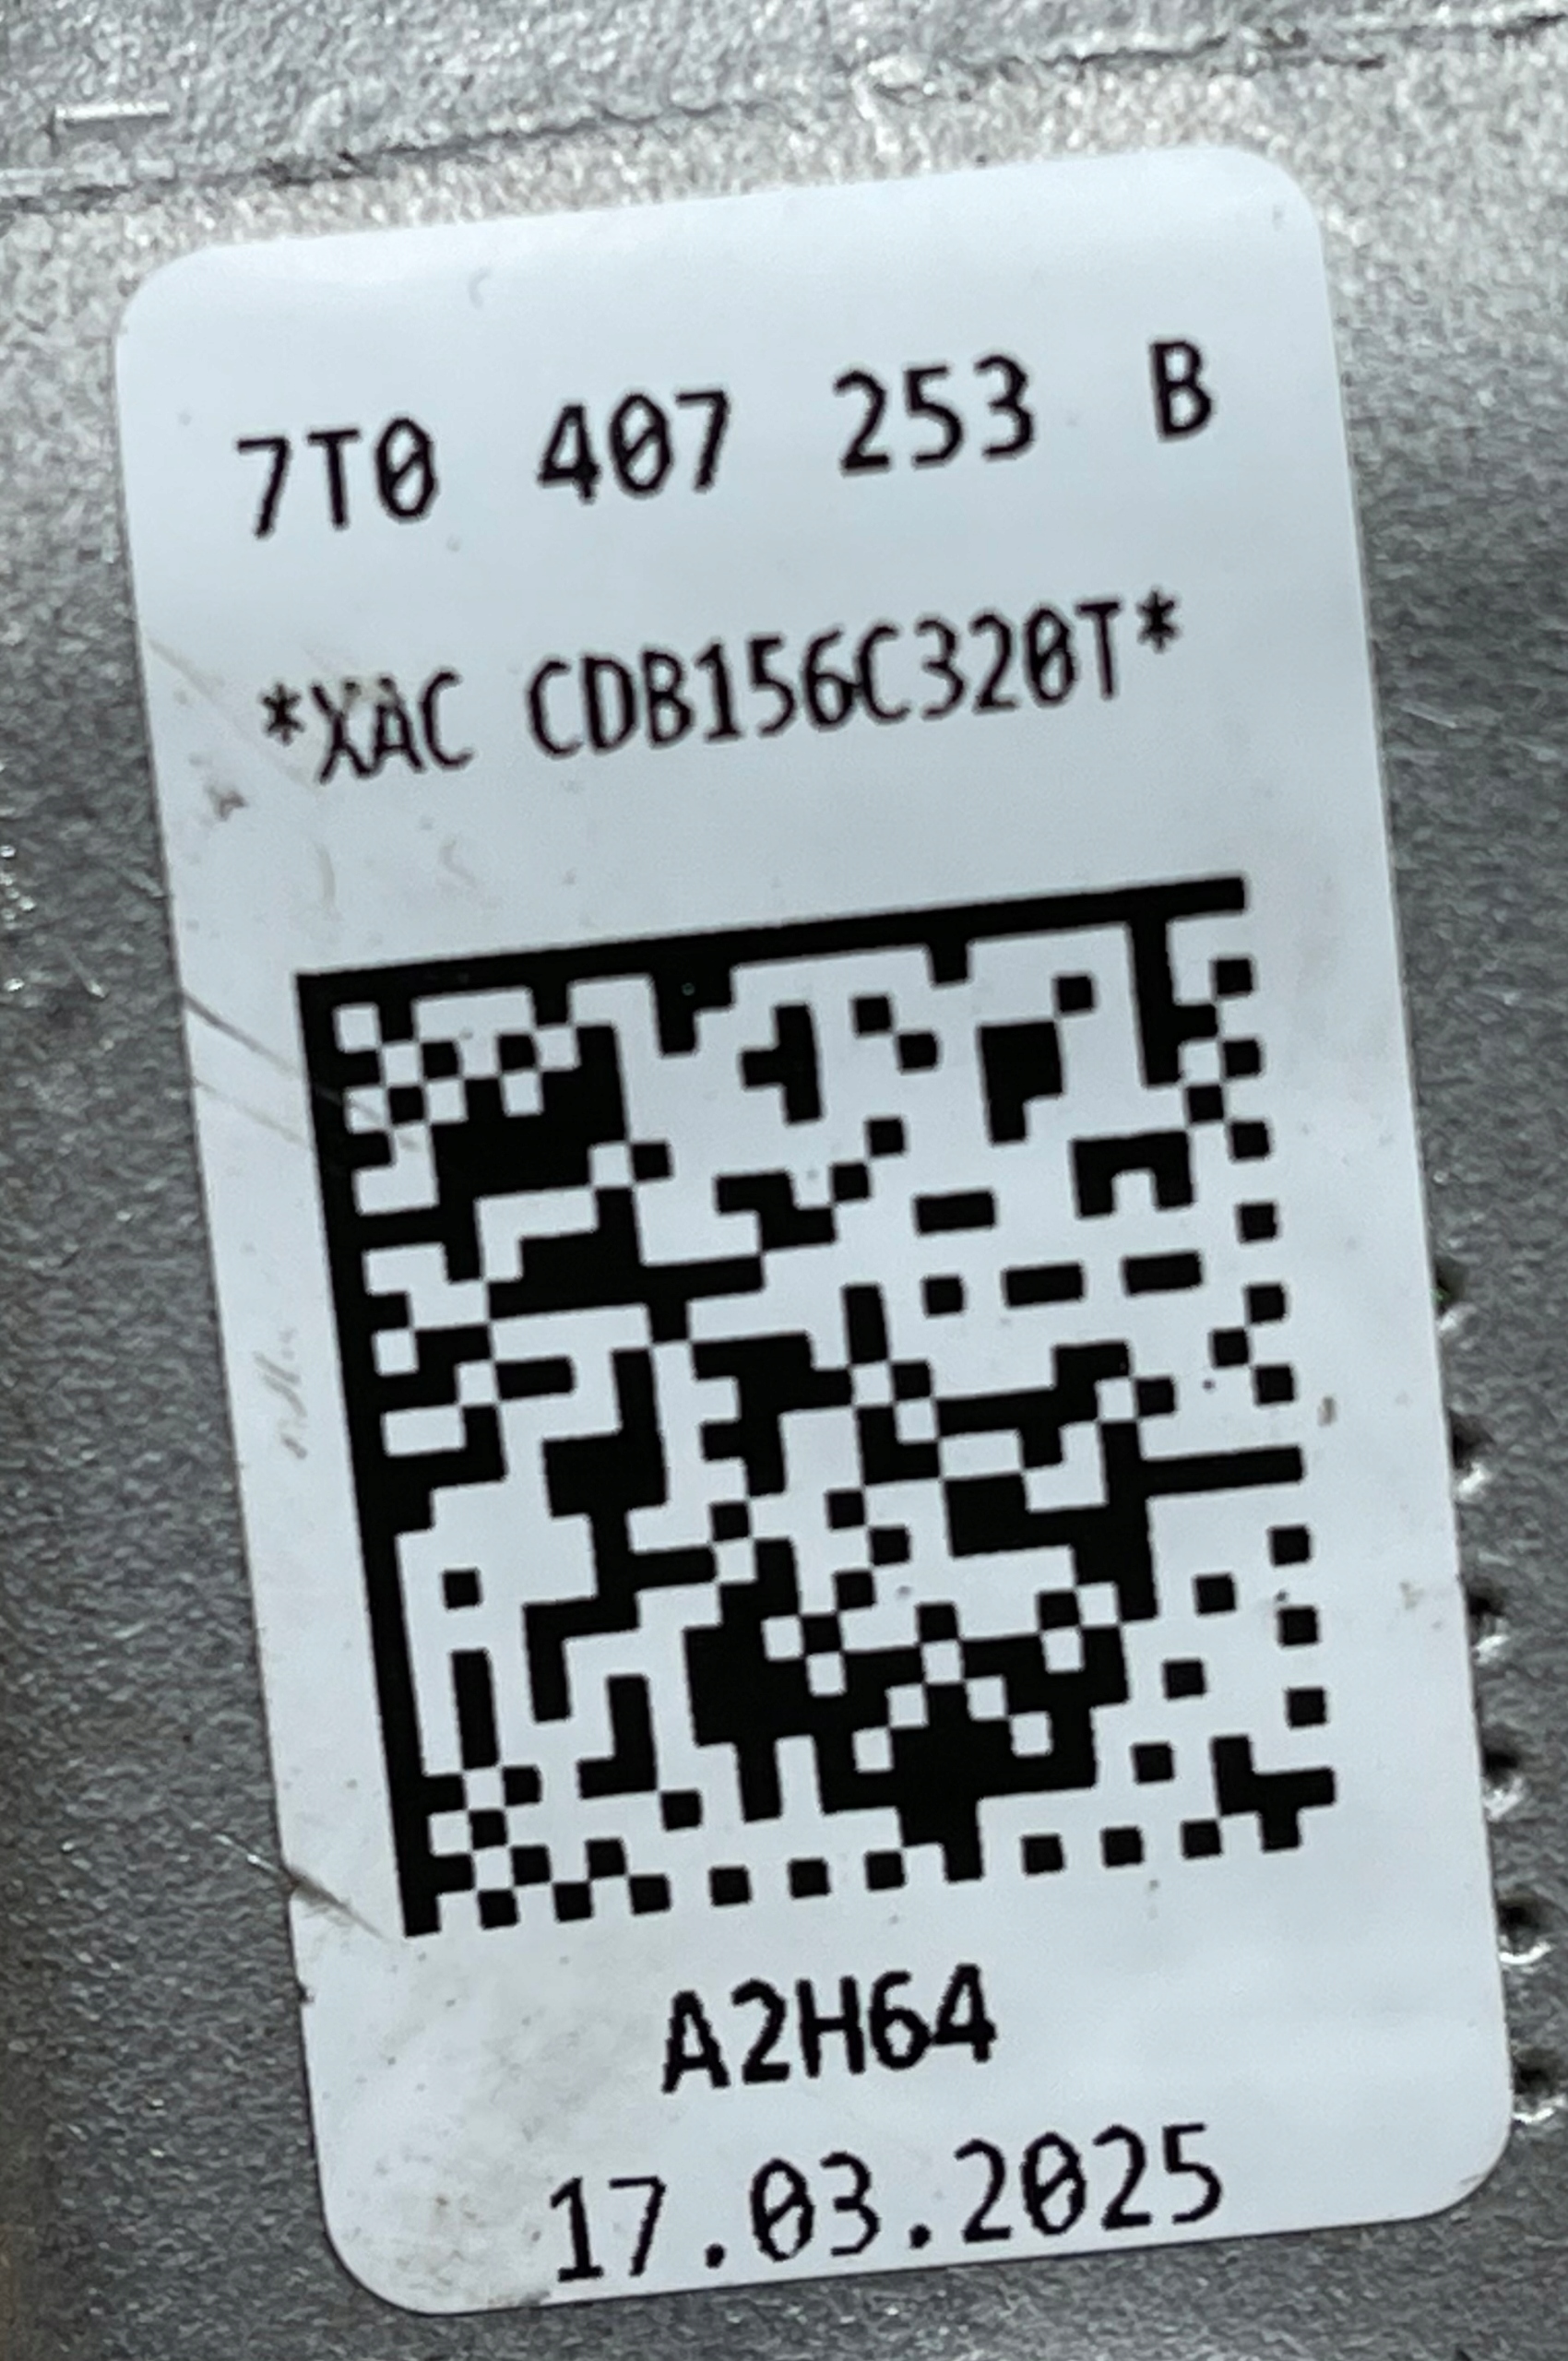 7T0 407 253 B
*XAC CDB156C320T*
A2H64
17.03.2025